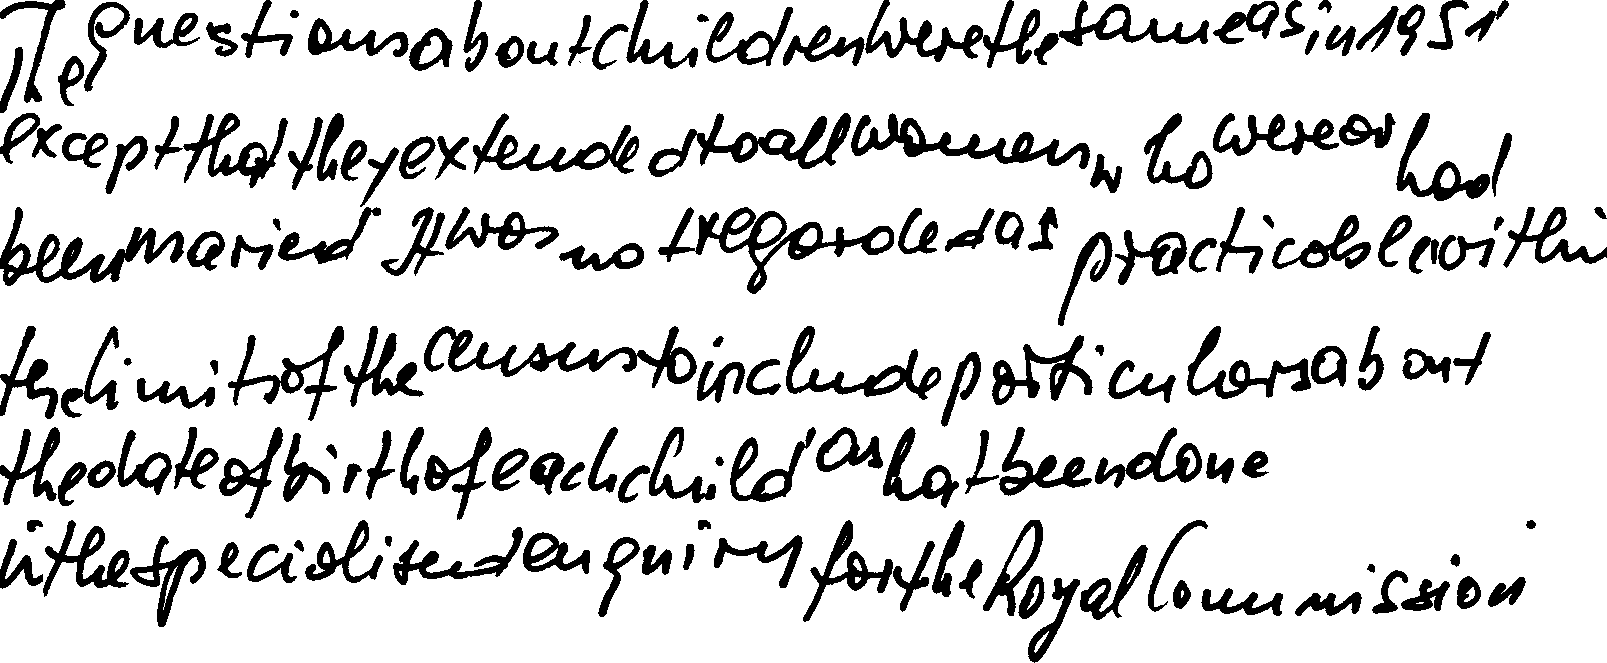 The questions about children were the same as in 1951
except that they extended to all women who were or had
been maried. It was not regarded as practicable within
the limits of the census to include particulars about
the date of birth of each child as hat been done
in the specialised enquiry for the Royal Commission